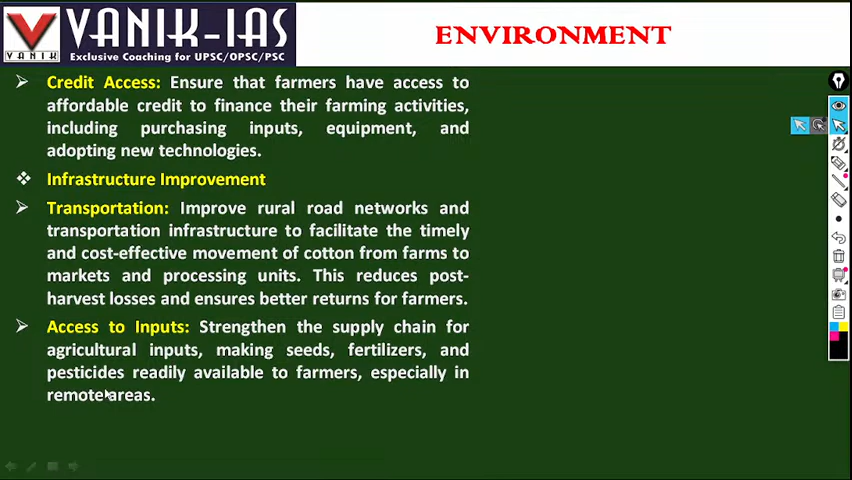 VANIK-IAS
VANIK
Exclusive Coaching for UPSC/OPSC/PSC
ENVIRONMENT
Credit Access: Ensure that farmers have access to
affordable credit to finance their farming activities,
including purchasing inputs, equipment, and
adopting new technologies.
Infrastructure Improvement
Transportation: Improve rural road networks and
transportation infrastructure to facilitate the timely
and cost-effective movement of cotton from farms to
markets and processing units. This reduces post-
harvest losses and ensures better returns for farmers.
Access to Inputs: Strengthen the supply chain for
agricultural inputs, making seeds, fertilizers, and
pesticides readily available to farmers, especially in
remote areas.